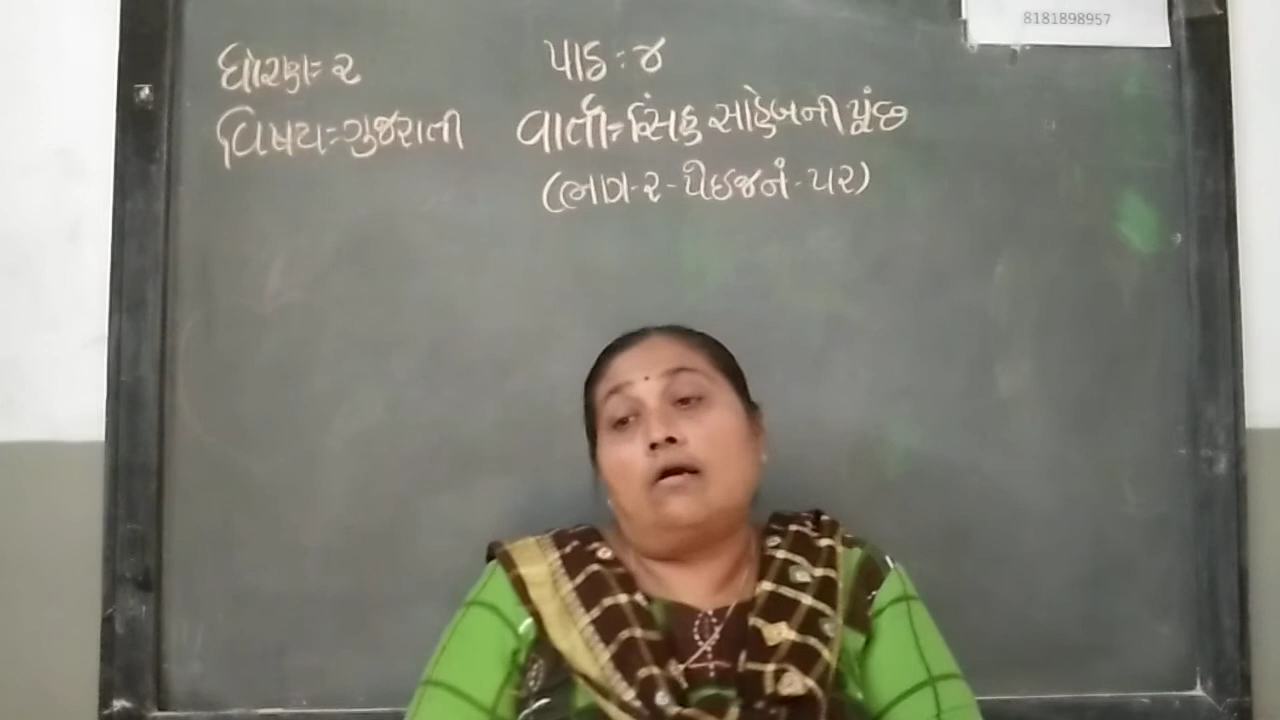 8181898957
ધોરણ= ૨
પાઠ : ૪
વિષય=ગુજરાતી
વાર્તા=સિંહ સાહેબની પૂંછ
(ભાગ-૨-પેઇજનં-૫૨)